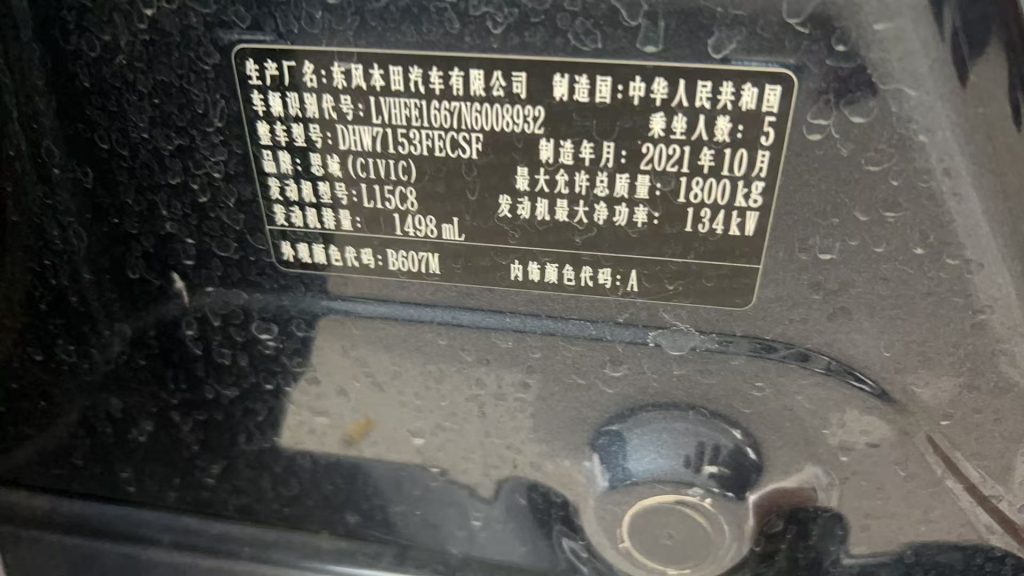 生产厂名:东风本田汽车有限公司 制造国:中华人民共和国
车辆识别代号:LVHFE1667N6008932 乘坐人数:5
整车型号:DHW7153FECSF 制造年月:2021年10月
品牌:思域(CIVIC) 最大允许总质量:1800kg
发动机型号:L15C8 发动机最大净功率:134kW
发动机排量:1498mL
外观颜色代码:B607M 内饰颜色代码:A